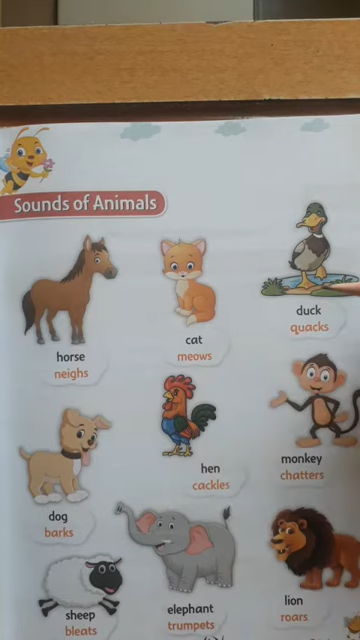 Sounds of Animals
horse
neighs
cat
meows
duck
quacks
dog
barks
hen
cackles
monkey
chatters
sheep
bleats
elephant
trumpets
lion
roars